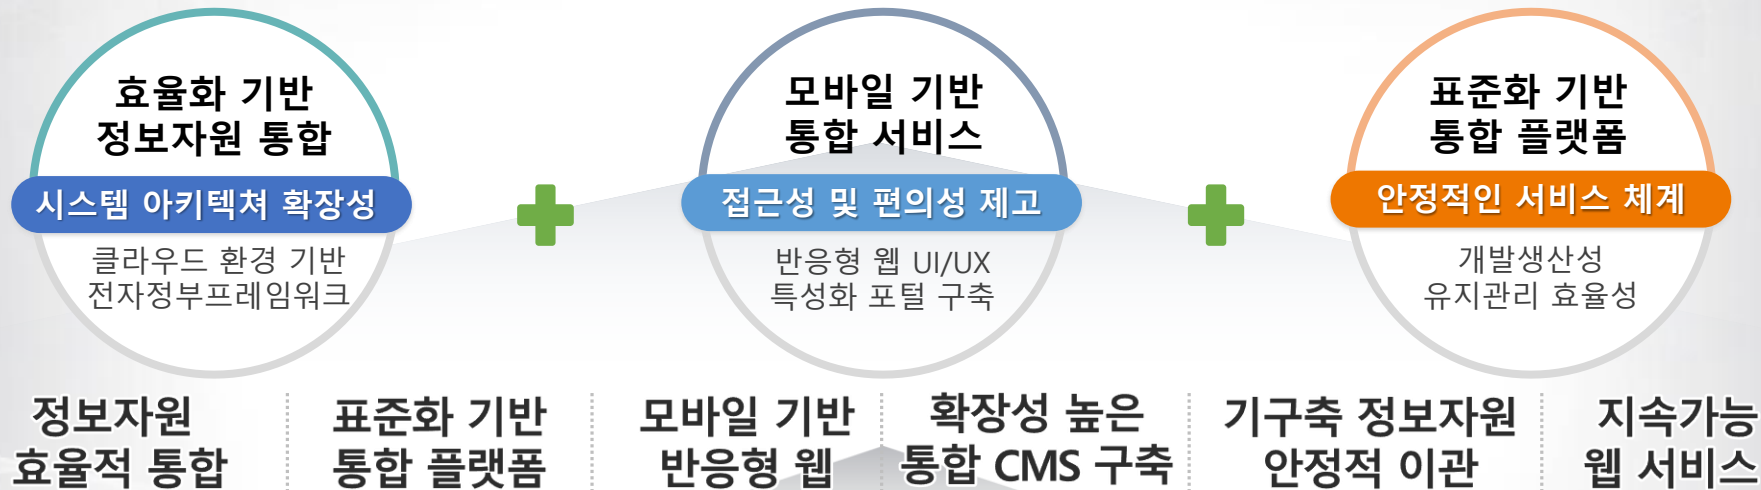 효율화 기반
정보자원 통합
시스템 아키텍쳐 확장성
클라우드 환경 기반
전자정부프레임워크
모바일 기반
통합 서비스
접근성 및 편의성 제고
반응형 웹 UI/UX
특성화 포털 구축
표준화 기반
통합 플랫폼
안정적인 서비스 체계
개발생산성
유지관리 효율성
정보자원
효율적 통합
표준화 기반
통합 플랫폼
모바일 기반
반응형 웹
확장성 높은
통합 CMS 구축
기구축 정보자원
안정적 이관
지속가능
웹 서비스